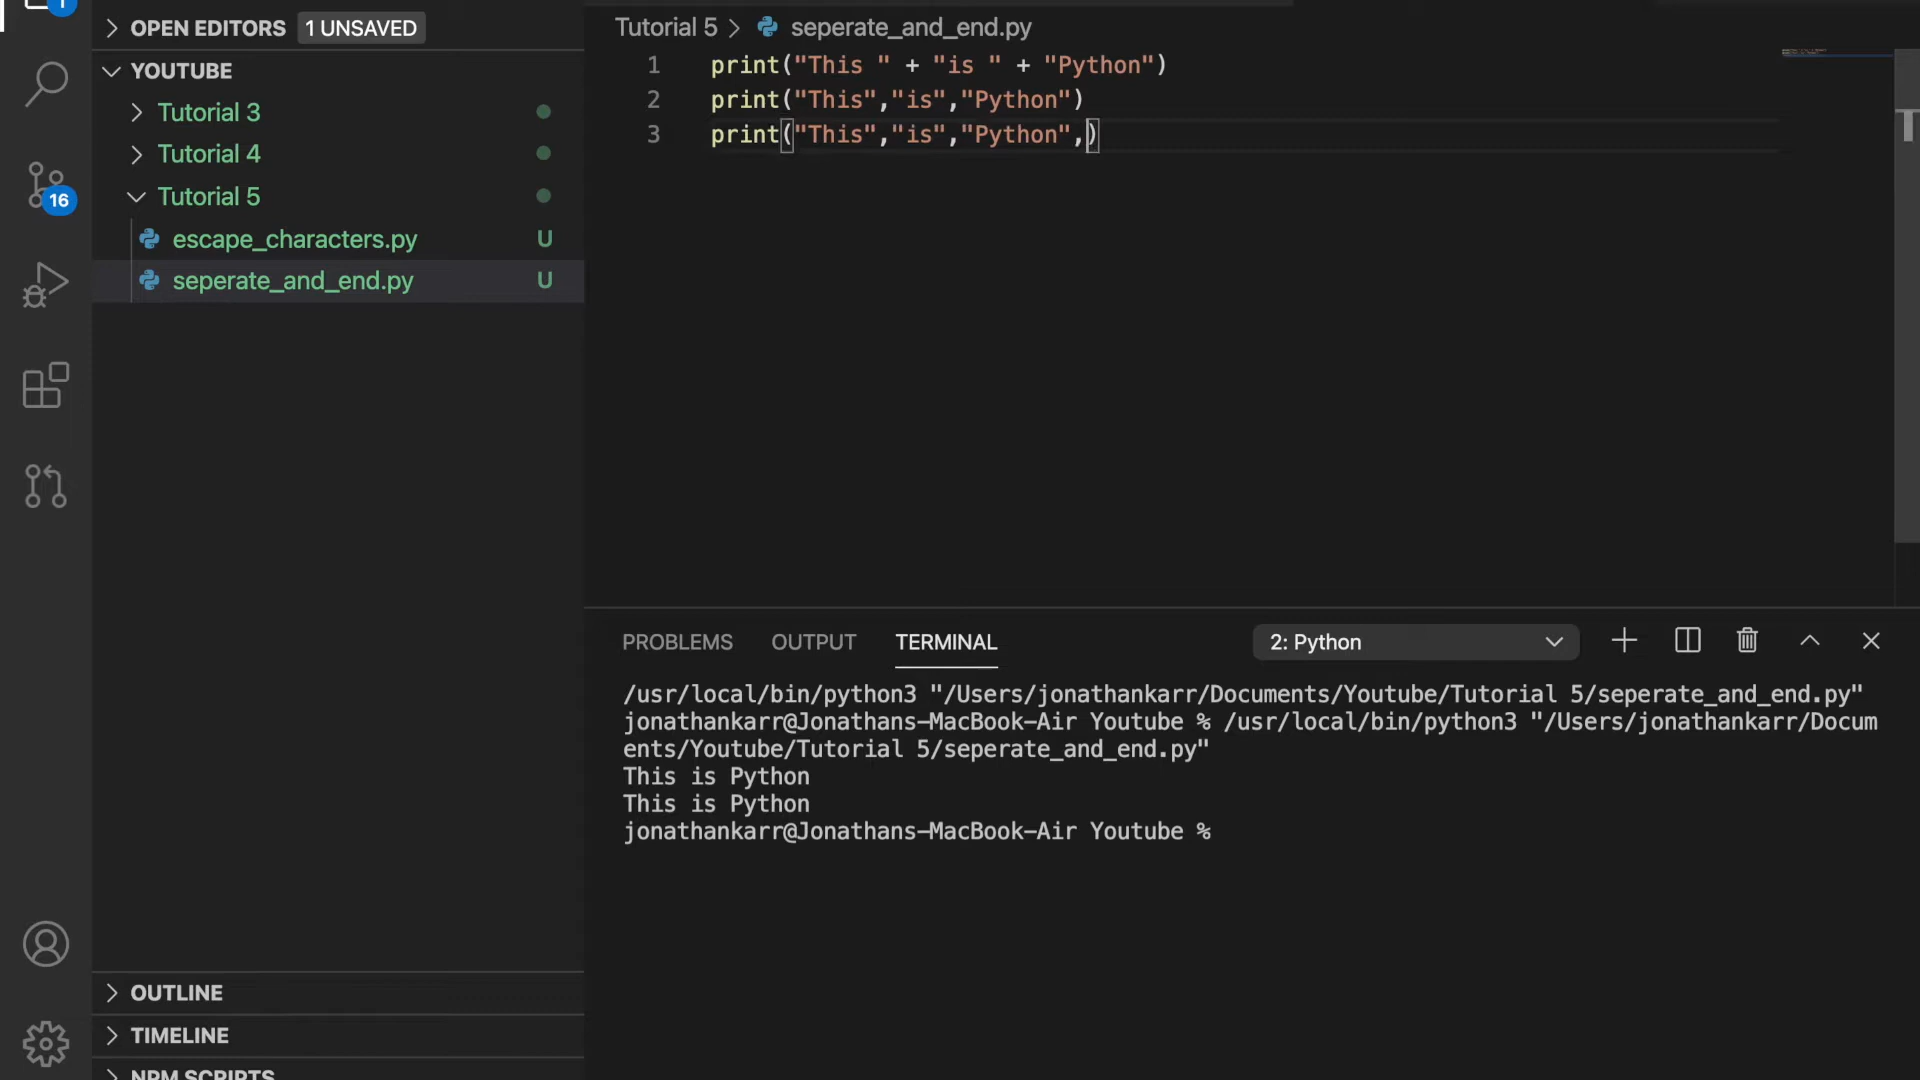 1
OPEN EDITORS 1 UNSAVED
YOUTUBE
Tutorial 3
Tutorial 4
16
Tutorial 5
escape_characters.py U
seperate_and_end.py U
OUTLINE
TIMELINE
NPM SCRIPTS
Tutorial 5 > seperate_and_end.py
1 print("This " + "is " + "Python")
2 print("This","is","Python")
3 print("This","is","Python",)
PROBLEMS OUTPUT TERMINAL 2: Python
/usr/local/bin/python3 "/Users/jonathankarr/Documents/Youtube/Tutorial 5/seperate_and_end.py"
jonathankarr@Jonathans-MacBook-Air Youtube % /usr/local/bin/python3 "/Users/jonathankarr/Docum
ents/Youtube/Tutorial 5/seperate_and_end.py"
This is Python
This is Python
jonathankarr@Jonathans-MacBook-Air Youtube %